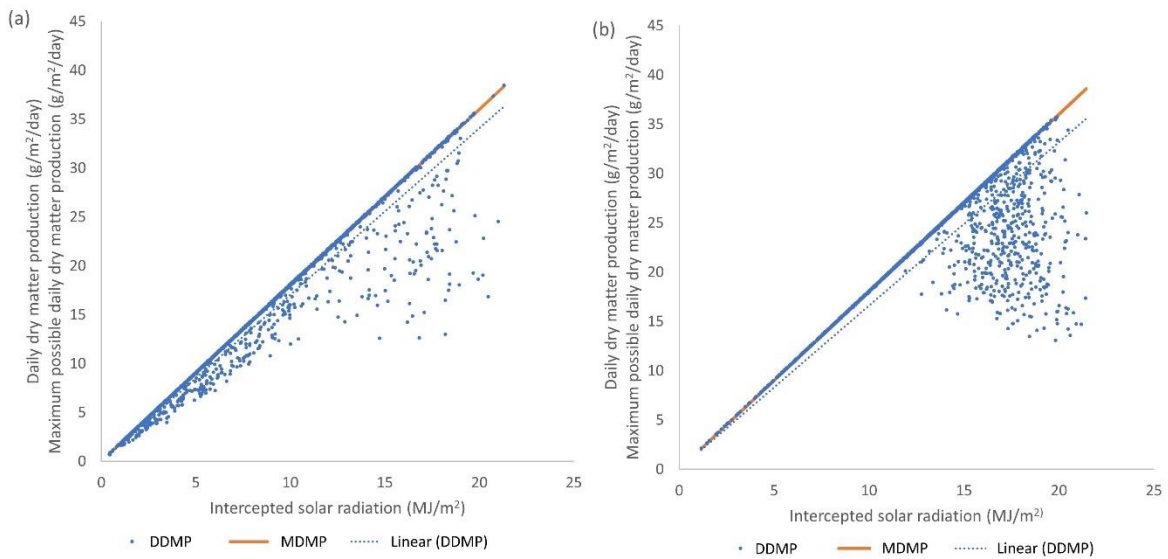 (a)
Daily dry matter production (g/m²/day)
Maximum possible daily dry matter production (g/m²/day)
45
40
35
30
25
20
15
10
5
0
0 5 10 15 20 25
Intercepted solar radiation (MJ/m²)
DDMP MDMP Linear (DDMP)
(b)
Daily dry matter production (g/m²/day)
Maximum possible daily dry matter production (g/m²/day)
45
40
35
30
25
20
15
10
5
0
0 5 10 15 20 25
Intercepted solar radiation (MJ/m²)
DDMP MDMP Linear (DDMP)